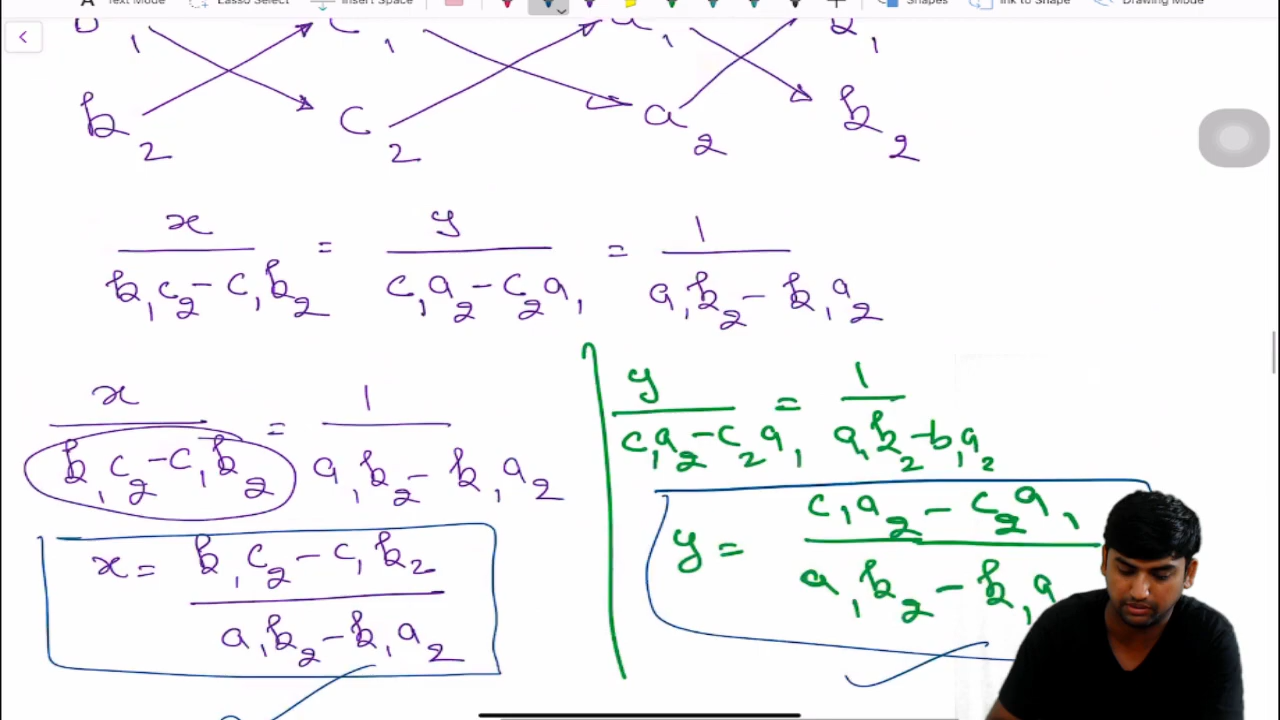 Text Mode Lasso Select Insert Space Shapes Ink to Shape Drawing Mode
b₁ c₁ a₁ b₁
b₂ c₂ a₂ b₂
x/(b₁c₂ - c₁b₂) = y/(c₁a₂ - c₂a₁) = 1/(a₁b₂ - b₁a₂)
x/(b₁c₂ - c₁b₂) = 1/(a₁b₂ - b₁a₂)
x = (b₁c₂ - c₁b₂)/(a₁b₂ - b₁a₂)
y/(c₁a₂ - c₂a₁) = 1/(a₁b₂ - b₁a₂)
y = (c₁a₂ - c₂a₁)/(a₁b₂ - b₁a